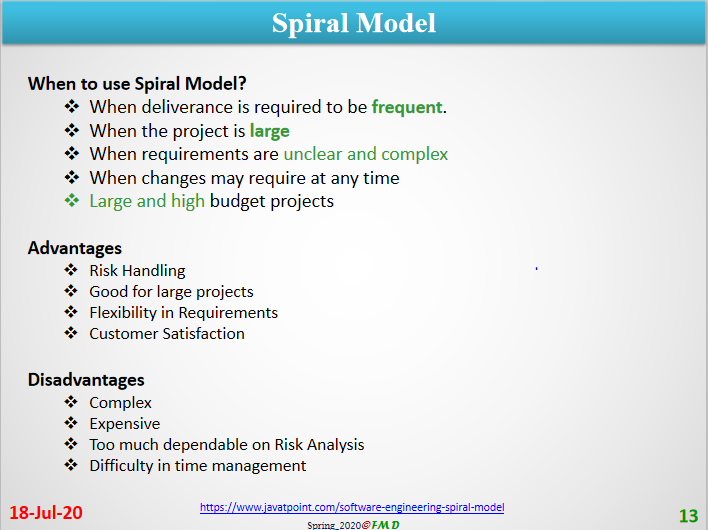 Spiral Model
When to use Spiral Model?
❖ When deliverance is required to be frequent.
❖ When the project is large
❖ When requirements are unclear and complex
❖ When changes may require at any time
❖ Large and high budget projects
Advantages
❖ Risk Handling
❖ Good for large projects
❖ Flexibility in Requirements
❖ Customer Satisfaction
Disadvantages
❖ Complex
❖ Expensive
❖ Too much dependable on Risk Analysis
❖ Difficulty in time management
18-Jul-20
https://www.javatpoint.com/software-engineering-spiral-model
Spring_2020@FMD
13